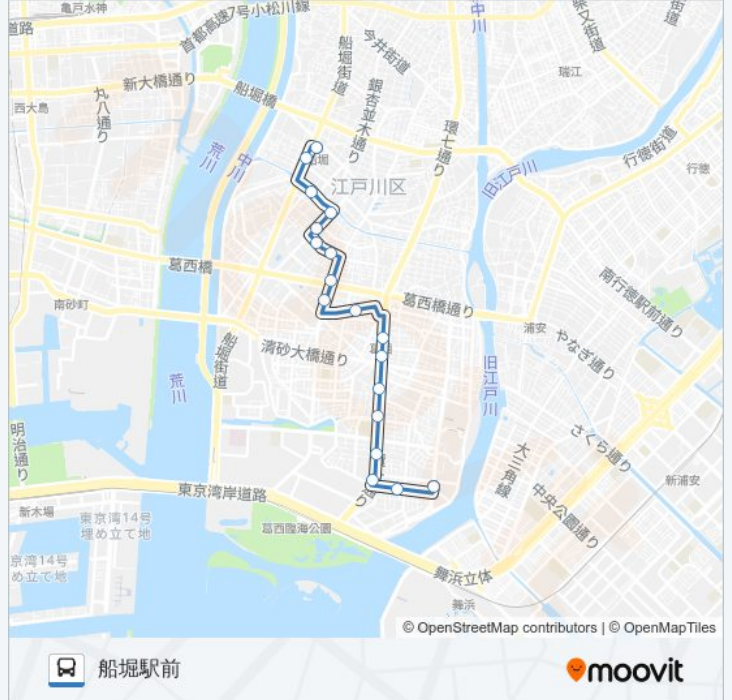 亀戸水神
道路
首都高速7号小松川線
中川
県又街道
街道
船堀街道
今井街道
新大橋通り
船堀橋
銀杏並木通り
瑞江
西大島
丸八通り
環七通り
荒川
中川
船堀
江戸川区
旧江戸川
行徳街道
行徳
葛西橋
南砂町
葛西橋通り
南行徳駅前通り
浦安
船堀街道
清砂大橋通り
やなぎ通り
荒川
旧江戸川
明治通り
さくら通り
大三角線
新浦安
東京湾岸道路
中央公園通り
新木場
東京湾14号
埋め立て地
葛西臨海公園
京湾14号
め立て地
舞浜立体
舞浜
© OpenStreetMap contributors | © OpenMapTiles
船堀駅前
moovit